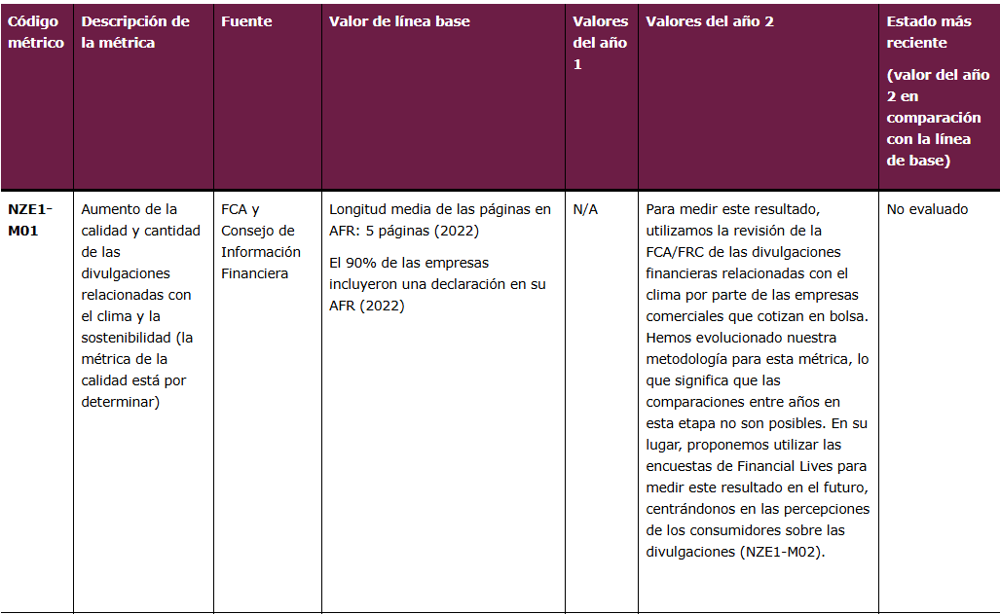 Código
métrico
Descripción de
la métrica
Fuente
Valor de línea base
Valores
del año
1
Valores del año 2
Estado más
reciente
(valor del año
2 en
comparación
con la línea
de base)
NZE1-
M01
Aumento de la
calidad y cantidad
de las
divulgaciones
relacionadas con
el clima y la
sostenibilidad (la
métrica de la
calidad está por
determinar)
FCA y
Consejo de
Información
Financiera
Longitud media de las páginas en
AFR: 5 páginas (2022)
El 90% de las empresas
incluyeron una declaración en su
AFR (2022)
N/A
Para medir este resultado,
utilizamos la revisión de la
FCA/FRC de las divulgaciones
financieras relacionadas con el
clima por parte de las empresas
comerciales que cotizan en bolsa.
Hemos evolucionado nuestra
metodología para esta métrica, lo
que significa que las
comparaciones entre años en
esta etapa no son posibles. En su
lugar, proponemos utilizar las
encuestas de Financial Lives para
medir este resultado en el futuro,
centrándonos en las percepciones
de los consumidores sobre las
divulgaciones (NZE1-M02).
No evaluado